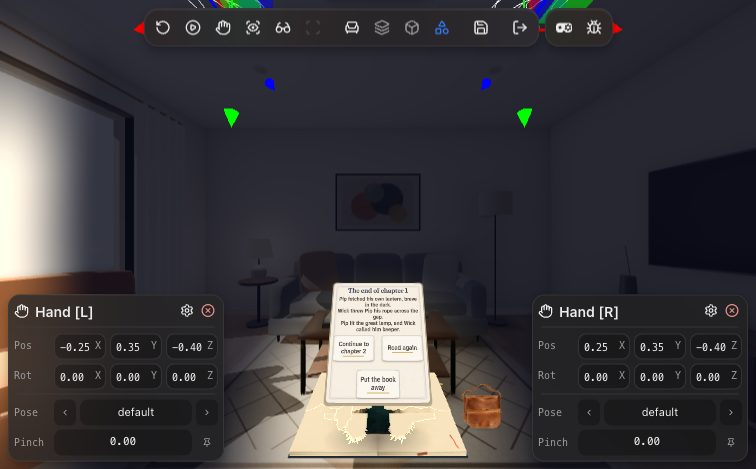 The end of chapter 1
Pip fetched his own lantern, brave
in the dark.
Wick threw Pip his rope across the
gap.
Pip lit the great lamp, and Wick
called him keeper.
Continue to
chapter 2
Read again
Put the book
away
Hand [L]
Pos
−0.25 X
0.35 Y
−0.40 Z
Rot
0.00 X
0.00 Y
0.00 Z
Pose
default
Pinch
0.00
Hand [R]
Pos
0.25 X
0.35 Y
−0.40 Z
Rot
0.00 X
0.00 Y
0.00 Z
Pose
default
Pinch
0.00